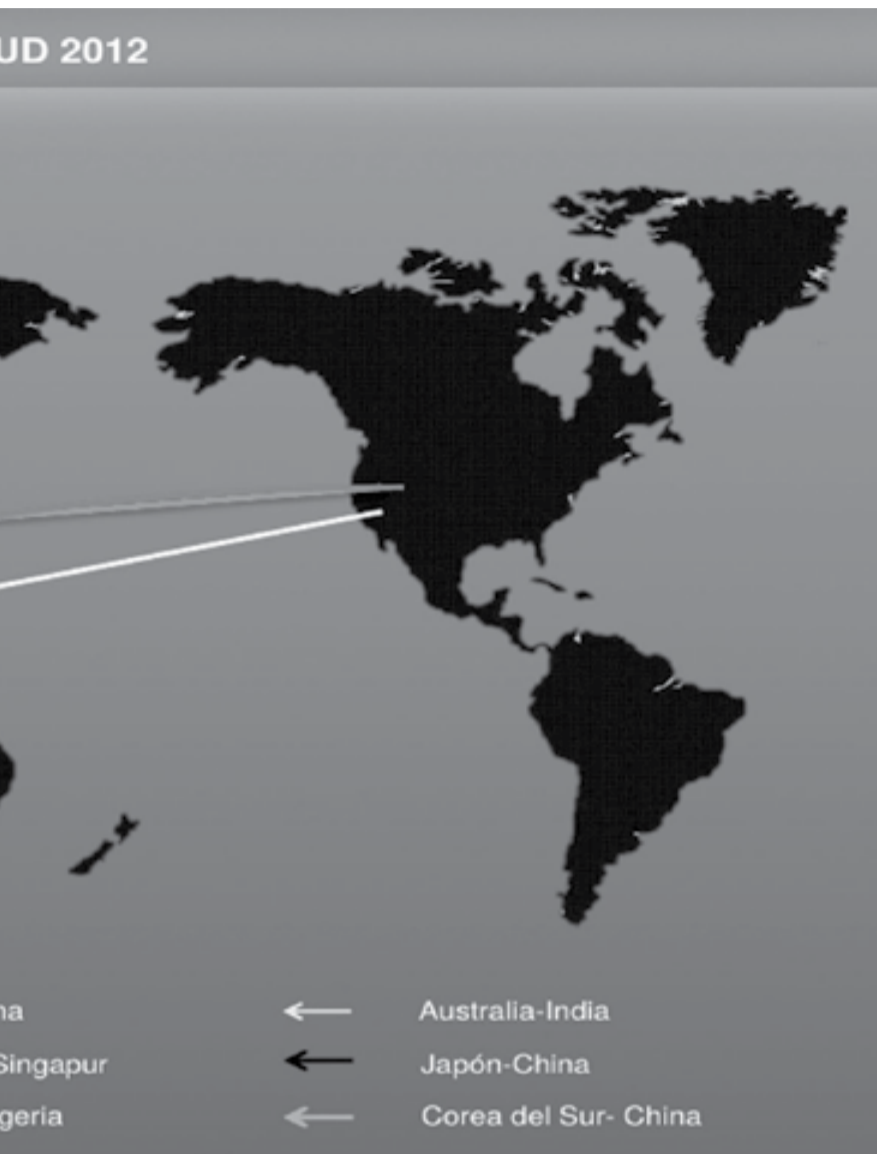 UD 2012
na
Australia-India
Singapur
Japón-China
geria
Corea del Sur- China